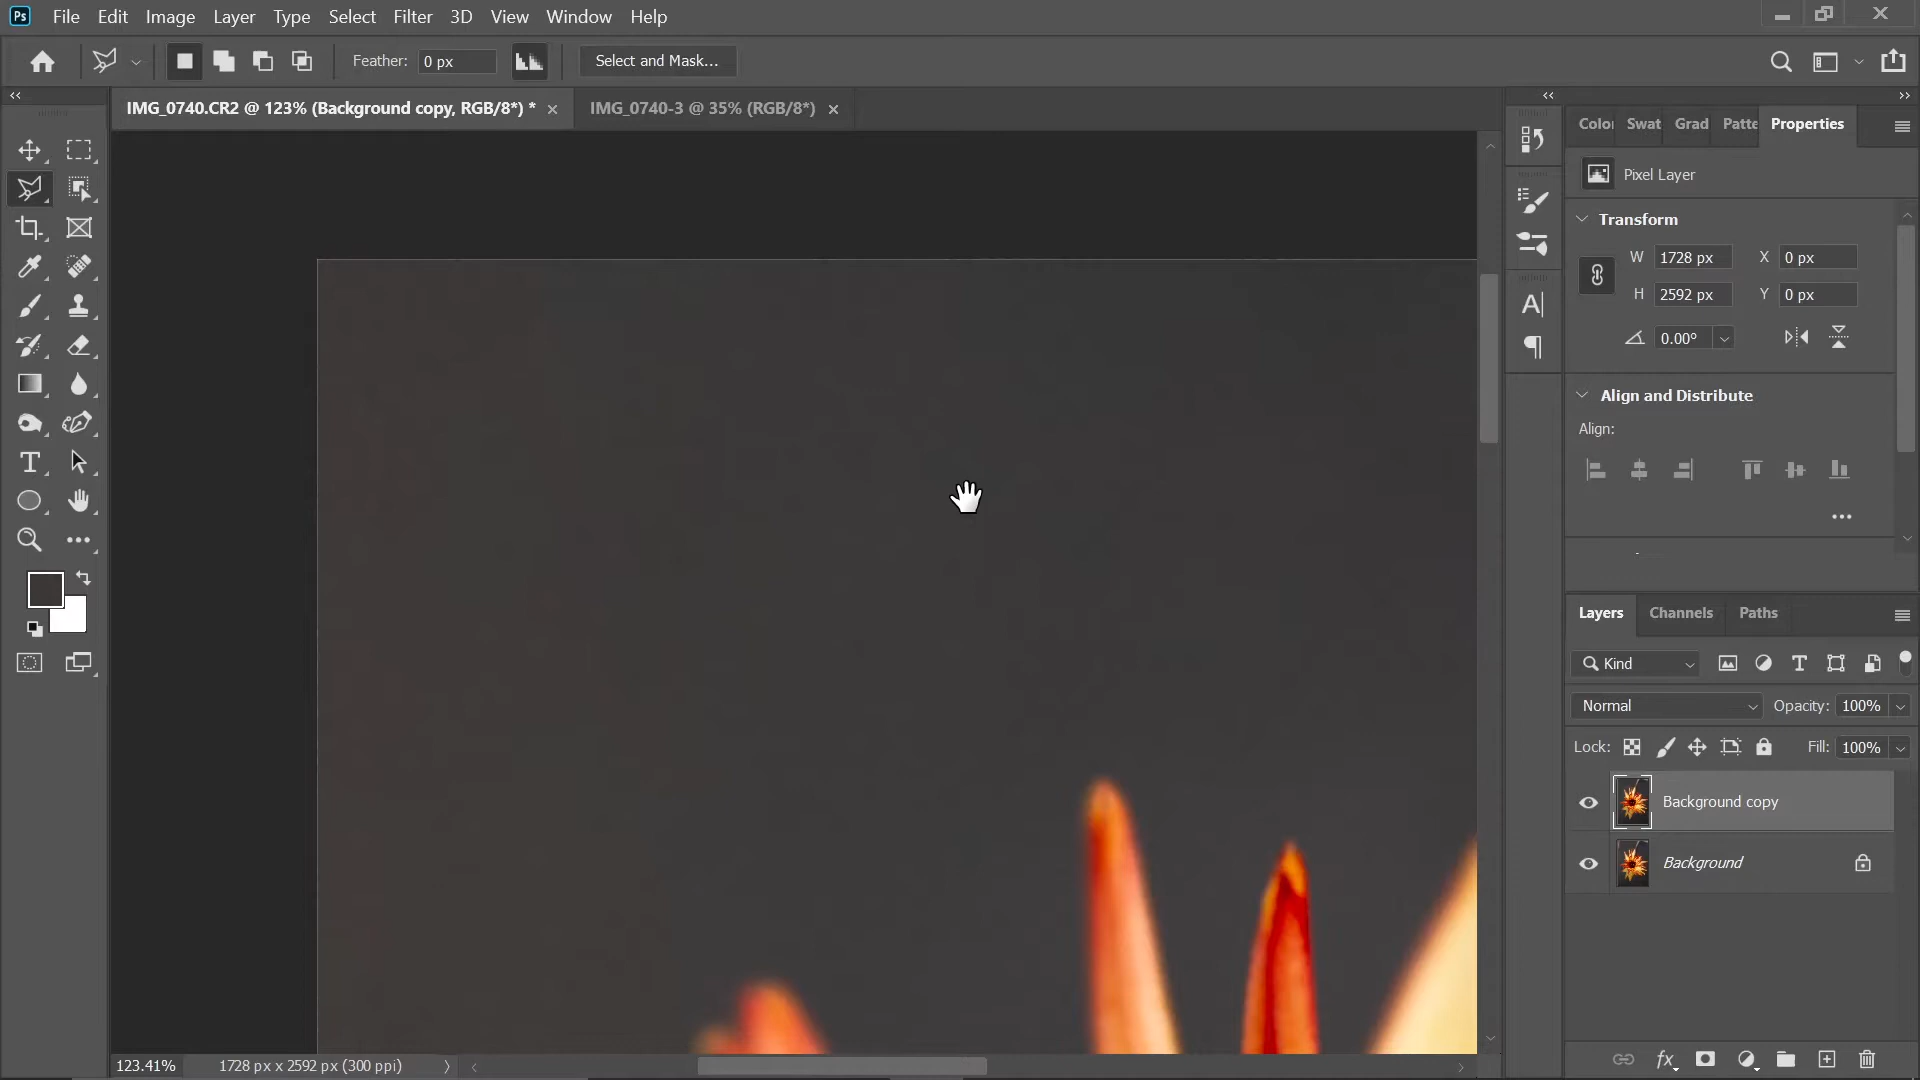 Ps File Edit Image Layer Type Select Filter 3D View Window Help
Feather: 0 px Select and Mask...
IMG_0740.CR2 @ 123% (Background copy, RGB/8*) * IMG_0740-3 @ 35% (RGB/8*)
Color Swat Grad Patte Properties
Pixel Layer
Transform
W 1728 px X 0 px
H 2592 px Y 0 px
0.00°
Align and Distribute
Align:
Layers Channels Paths
Kind
Normal Opacity: 100%
Lock: Fill: 100%
Background copy
Background
123.41% 1728 px x 2592 px (300 ppi)